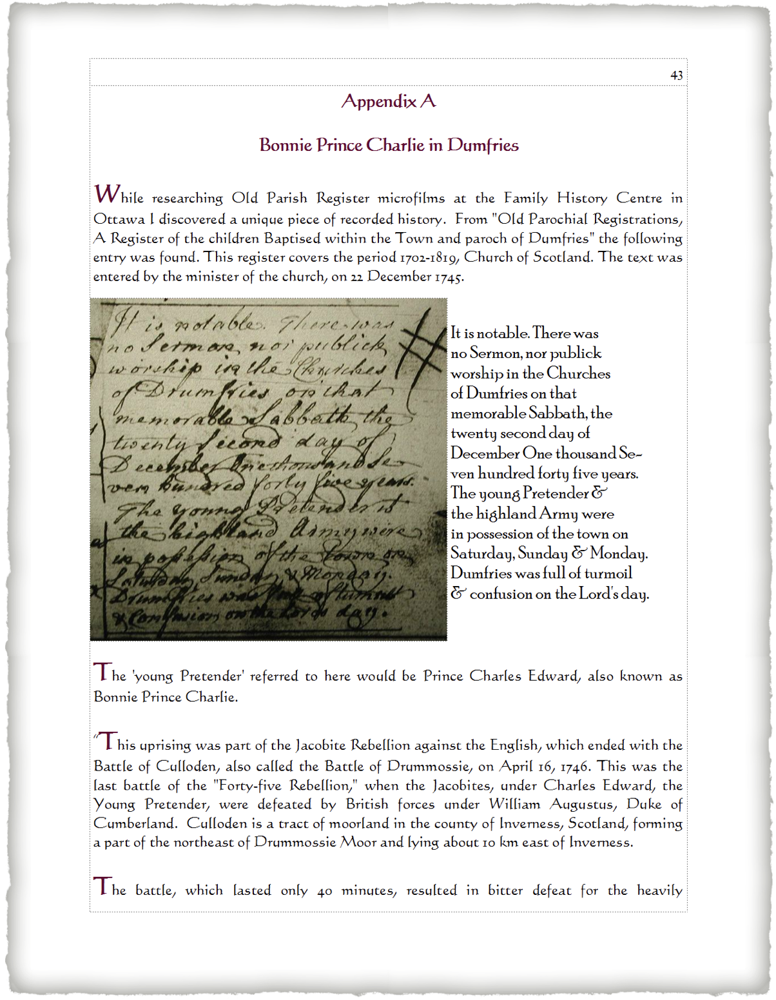 43
Appendix A
Bonnie Prince Charlie in Dumfries
While researching Old Parish Register microfilms at the Family History Centre in
Ottawa I discovered a unique piece of recorded history. From "Old Parochial Registrations,
A Register of the children Baptised within the Town and paroch of Dumfries" the following
entry was found. This register covers the period 1702-1819, Church of Scotland. The text was
entered by the minister of the church, on 22 December 1745.
It is notable. There was
no Sermon, nor publick
worship in the Churches
of Drumfries on that
memorable Sabbath, the
twenty second day of
December One thousand Se-
ven hundred forty five years.
The young Pretender &
the highland Army were
in possession of the town on
Saturday, Sunday & Monday.
Drumfries was full of tumult
& Confusion on the Lords day.
It is notable. There was
no Sermon, nor publick
worship in the Churches
of Dumfries on that
memorable Sabbath, the
twenty second day of
December One thousand Se-
ven hundred forty five years.
The young Pretender &
the highland Army were
in possession of the town on
Saturday, Sunday & Monday.
Dumfries was full of turmoil
& confusion on the Lord's day.
The 'young Pretender' referred to here would be Prince Charles Edward, also known as
Bonnie Prince Charlie.
"This uprising was part of the Jacobite Rebellion against the English, which ended with the
Battle of Culloden, also called the Battle of Drummossie, on April 16, 1746. This was the
last battle of the "Forty-five Rebellion," when the Jacobites, under Charles Edward, the
Young Pretender, were defeated by British forces under William Augustus, Duke of
Cumberland. Culloden is a tract of moorland in the county of Inverness, Scotland, forming
a part of the northeast of Drummossie Moor and lying about 10 km east of Inverness.
The battle, which lasted only 40 minutes, resulted in bitter defeat for the heavily